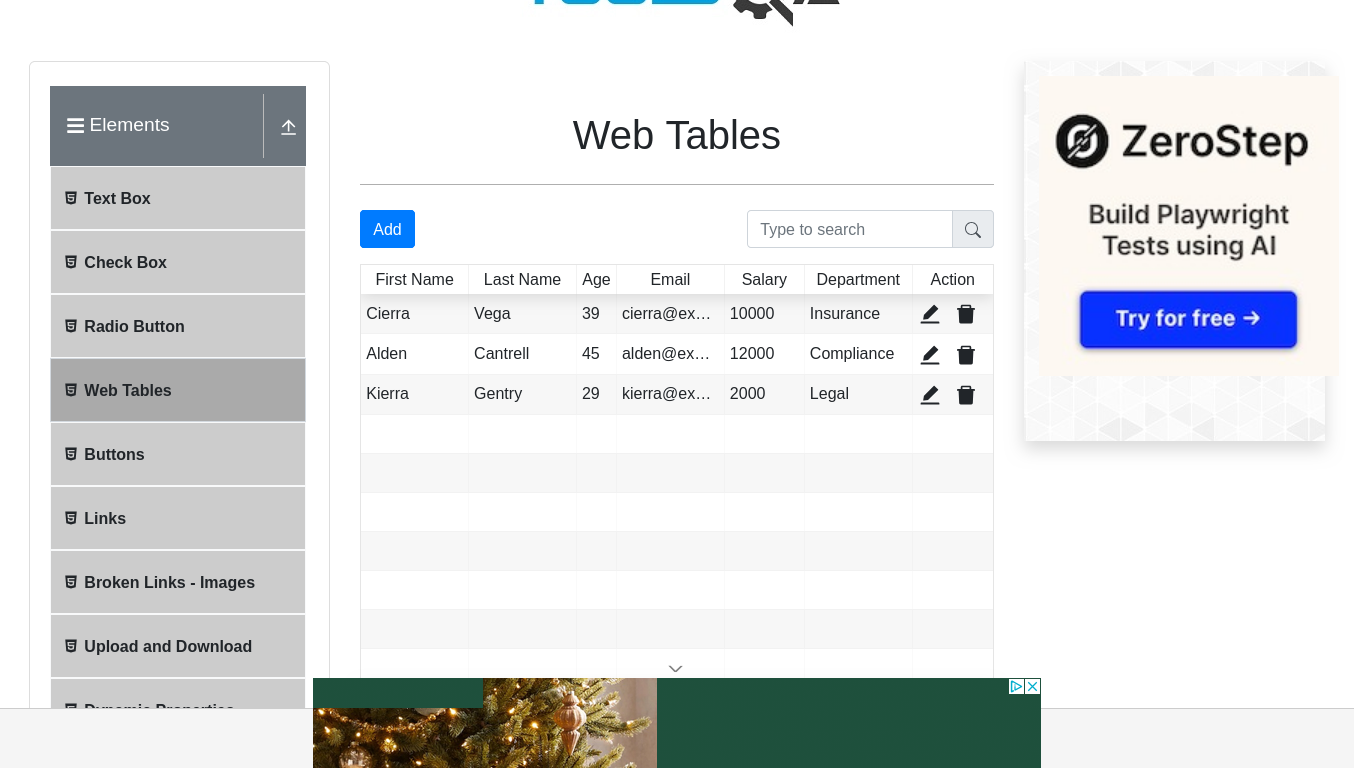 Elements
Text Box
Check Box
Radio Button
Web Tables
Buttons
Links
Broken Links - Images
Upload and Download
Web Tables
Add
Type to search
First Name Last Name Age Email Salary Department Action
Cierra Vega 39 cierra@ex… 10000 Insurance
Alden Cantrell 45 alden@ex… 12000 Compliance
Kierra Gentry 29 kierra@ex… 2000 Legal
ZeroStep
Build Playwright
Tests using AI
Try for free →